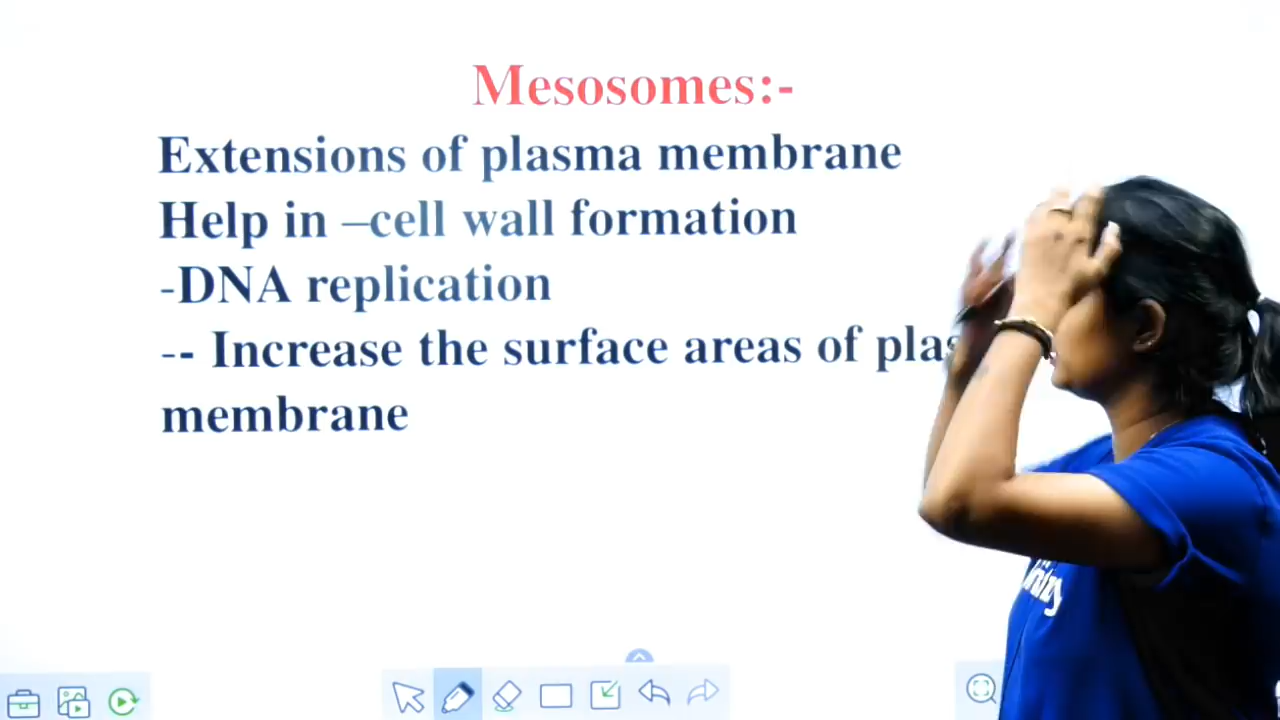 Mesosomes:-
Extensions of plasma membrane
Help in –cell wall formation
-DNA replication
-- Increase the surface areas of plas
membrane